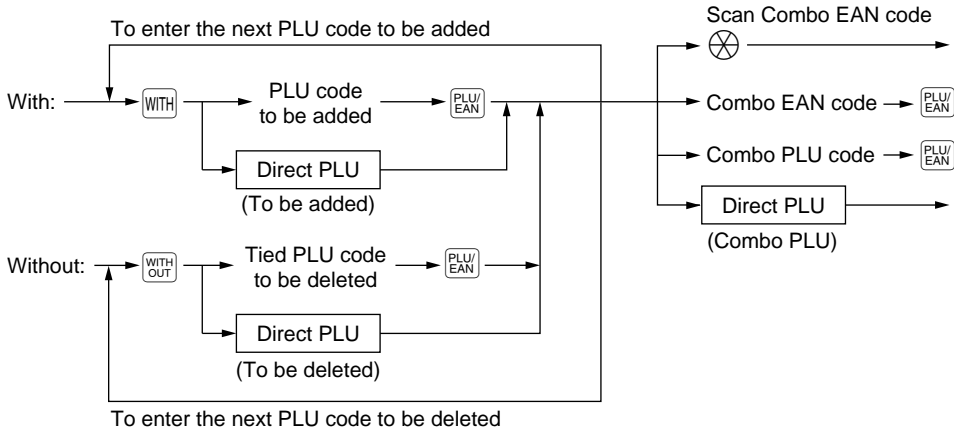 To enter the next PLU code to be added
Scan Combo EAN code
With:
WITH
PLU code
to be added
PLU/
EAN
Combo EAN code
PLU/
EAN
Direct PLU
(To be added)
Combo PLU code
PLU/
EAN
Direct PLU
(Combo PLU)
Without:
WITH
OUT
Tied PLU code
to be deleted
PLU/
EAN
Direct PLU
(To be deleted)
To enter the next PLU code to be deleted